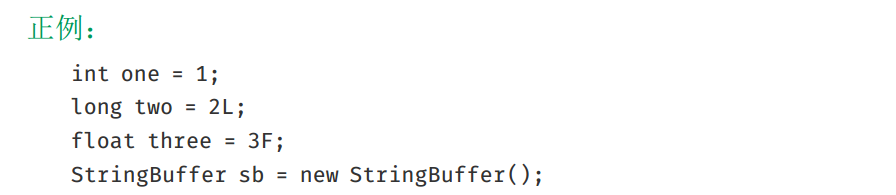 正例：
int one = 1;
long two = 2L;
float three = 3F;
StringBuffer sb = new StringBuffer();